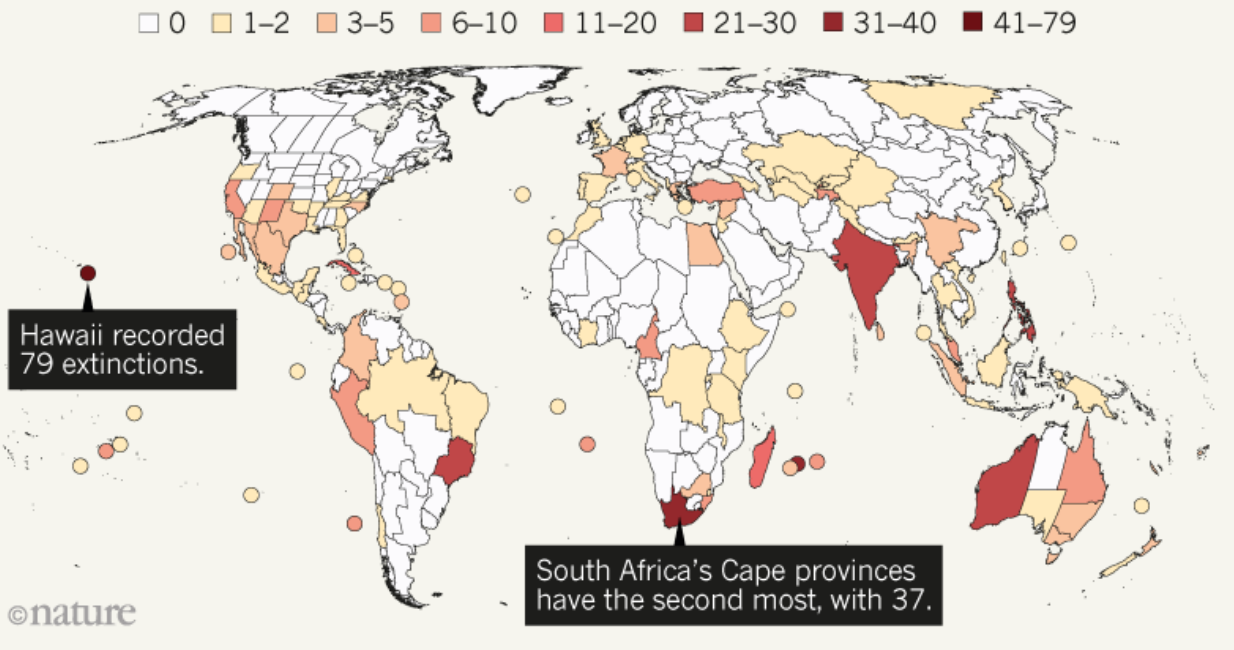 0 1–2 3–5 6–10 11–20 21–30 31–40 41–79
Hawaii recorded
79 extinctions.
South Africa's Cape provinces
have the second most, with 37.
©nature